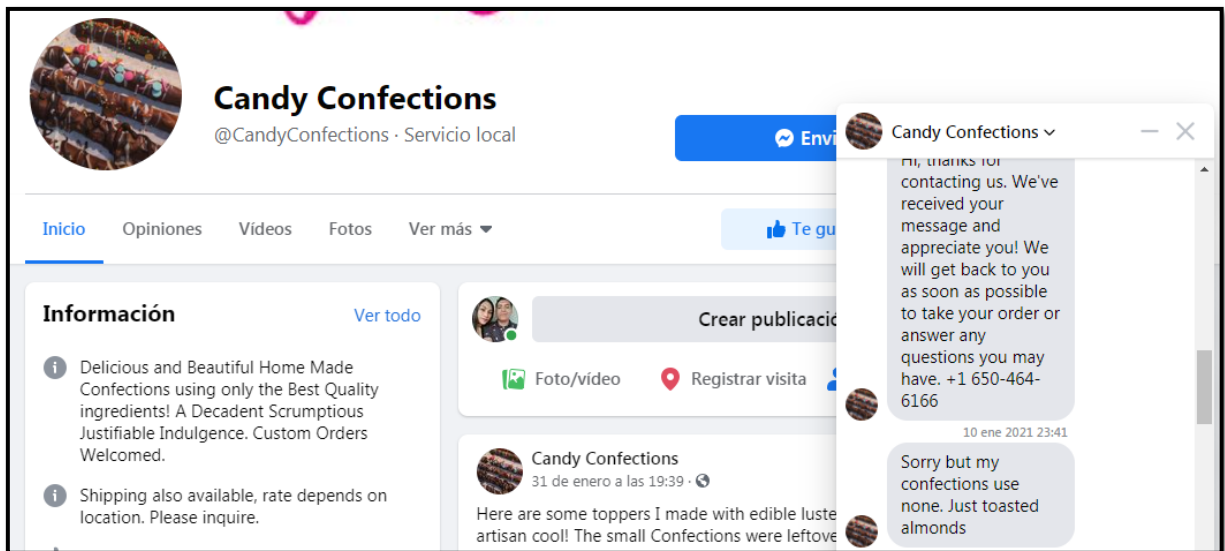 Candy Confections
@CandyConfections · Servicio local
Envi
Inicio
Opiniones
Vídeos
Fotos
Ver más
Te gu
Información
Ver todo
Delicious and Beautiful Home Made
Confections using only the Best Quality
ingredients! A Decadent Scrumptious
Justifiable Indulgence. Custom Orders
Welcomed.
Shipping also available, rate depends on
location. Please inquire.
Crear publicació
Foto/vídeo
Registrar visita
Candy Confections
31 de enero a las 19:39 ·
Here are some toppers I made with edible luste
artisan cool! The small Confections were leftove
Candy Confections
Hi, thanks for
contacting us. We've
received your
message and
appreciate you! We
will get back to you
as soon as possible
to take your order or
answer any
questions you may
have. +1 650-464-
6166
10 ene 2021 23:41
Sorry but my
confections use
none. Just toasted
almonds